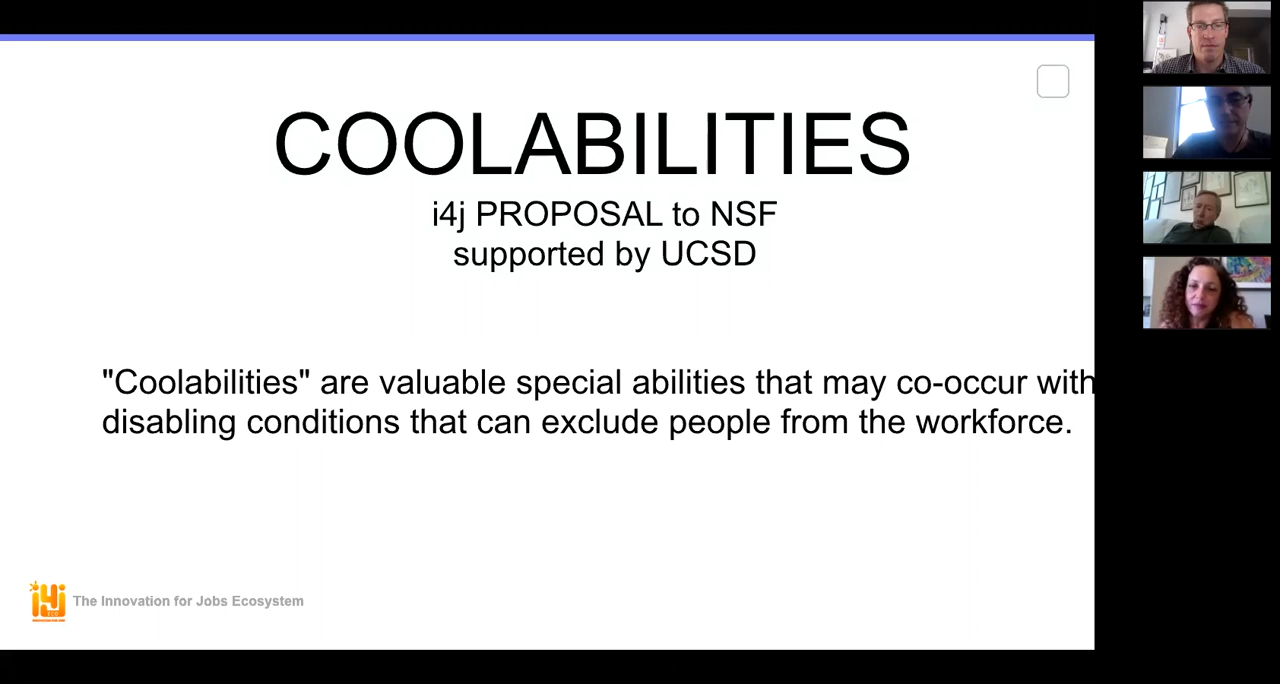 COOLABILITIES
i4j PROPOSAL to NSF
supported by UCSD
"Coolabilities" are valuable special abilities that may co-occur with
disabling conditions that can exclude people from the workforce.
i4j
The Innovation for Jobs Ecosystem